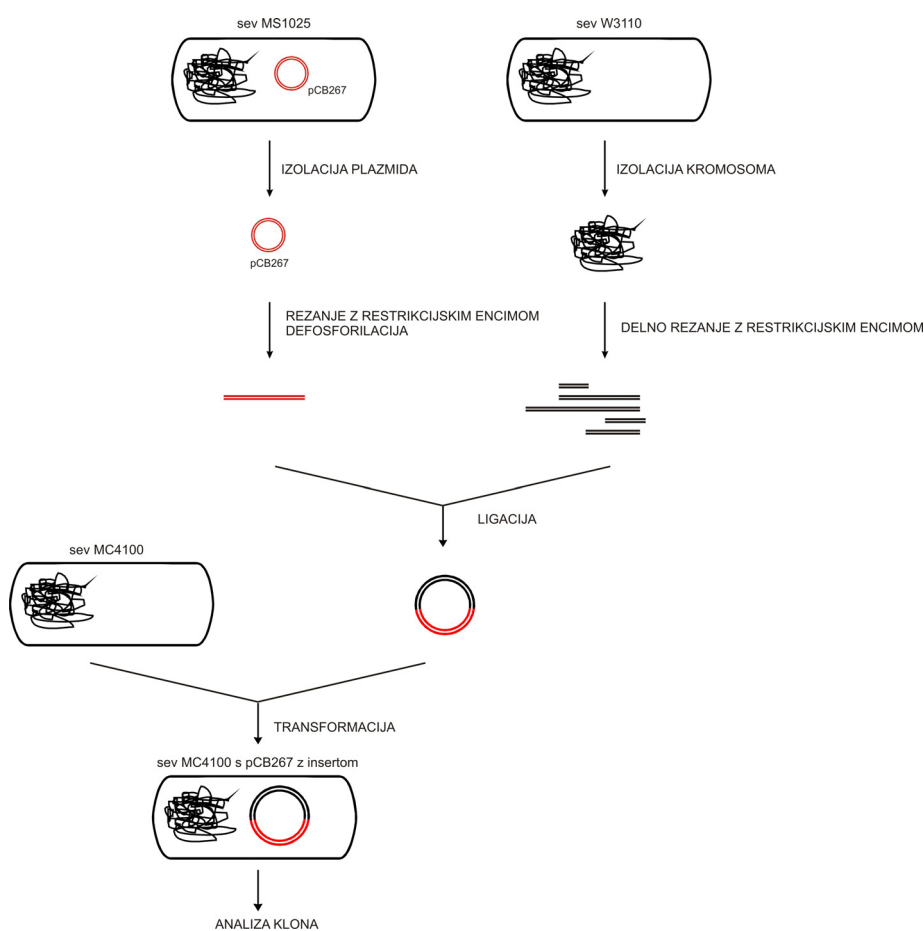 sev MS1025
sev W3110
pCB267
IZOLACIJA PLAZMIDA
IZOLACIJA KROMOSOMA
pCB267
REZANJE Z RESTRIKCIJSKIM ENCIMOM
DEFOSFORILACIJA
DELNO REZANJE Z RESTRIKCIJSKIM ENCIMOM
LIGACIJA
sev MC4100
TRANSFORMACIJA
sev MC4100 s pCB267 z insertom
ANALIZA KLONA